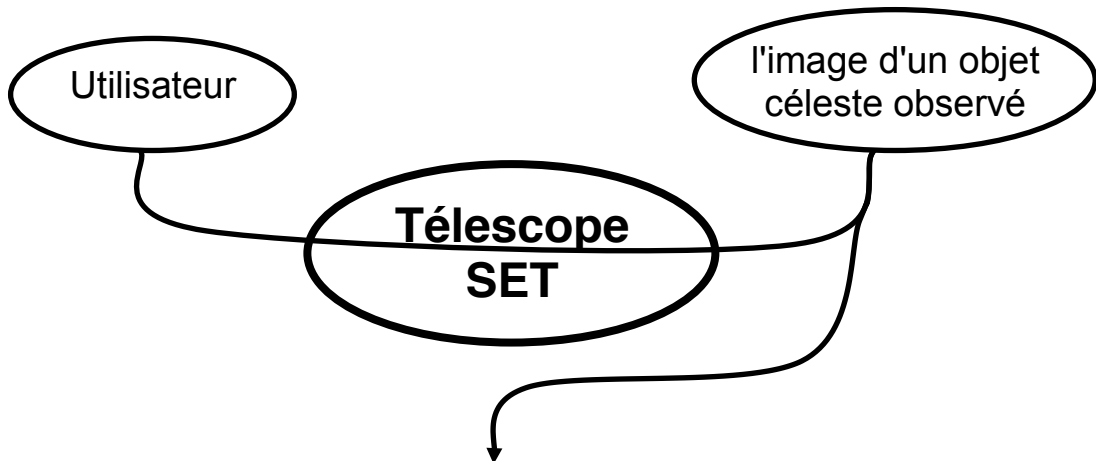 Utilisateur
l'image d'un objet
céleste observé
Télescope
SET